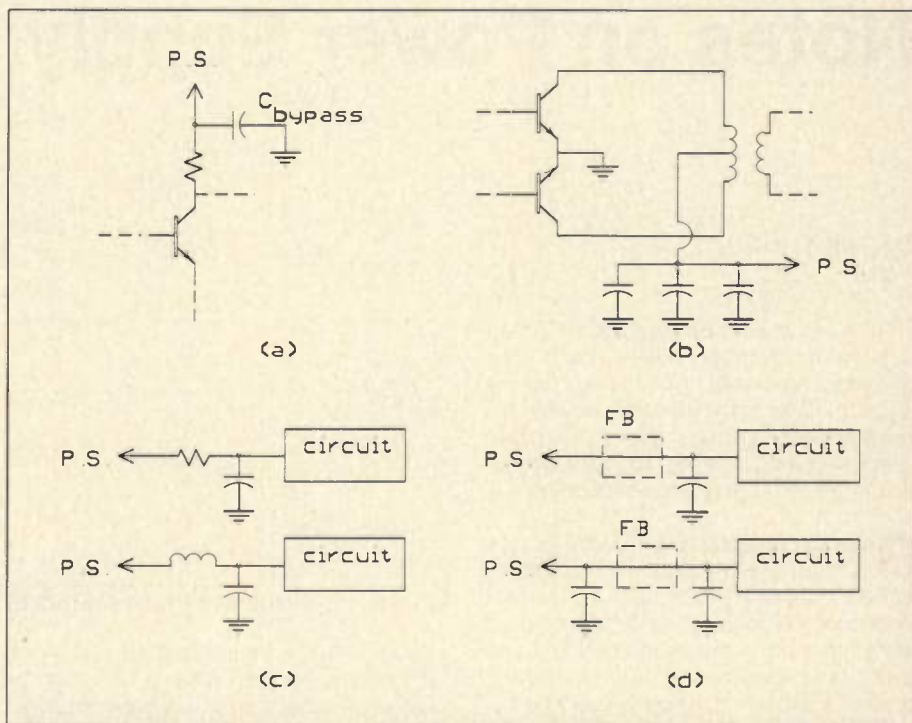 P.S.
C bypass
(a)
P.S.
(b)
P.S.
circuit
P.S.
circuit
(c)
FB
P.S.
circuit
FB
P.S.
circuit
(d)